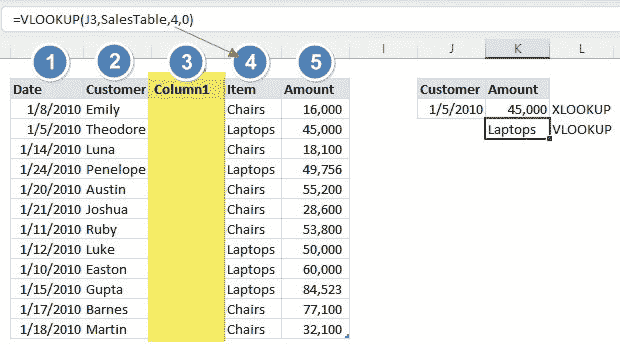 =VLOOKUP(J3,SalesTable,4,0)
1 2 3 4 5 I J K L
Date Customer Column1 Item Amount Customer Amount
1/8/2010 Emily Chairs 16,000 1/5/2010 45,000 XLOOKUP
1/5/2010 Theodore Laptops 45,000 Laptops VLOOKUP
1/14/2010 Luna Chairs 18,100
1/24/2010 Penelope Laptops 49,756
1/20/2010 Austin Chairs 55,200
1/21/2010 Joshua Chairs 28,600
1/11/2010 Ruby Chairs 53,800
1/12/2010 Luke Laptops 50,000
1/10/2010 Easton Laptops 60,000
1/15/2010 Gupta Laptops 84,523
1/17/2010 Barnes Chairs 77,100
1/18/2010 Martin Chairs 32,100